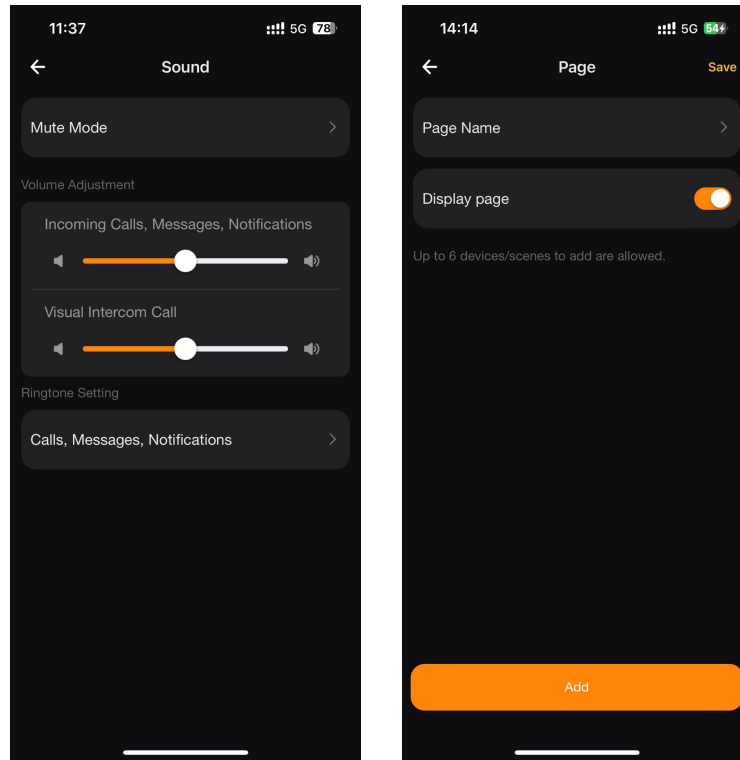 11:37
5G 78
Sound
Mute Mode
Volume Adjustment
Incoming Calls, Messages, Notifications
Visual Intercom Call
Ringtone Setting
Calls, Messages, Notifications
14:14
5G 54
Page
Save
Page Name
Display page
Up to 6 devices/scenes to add are allowed.
Add